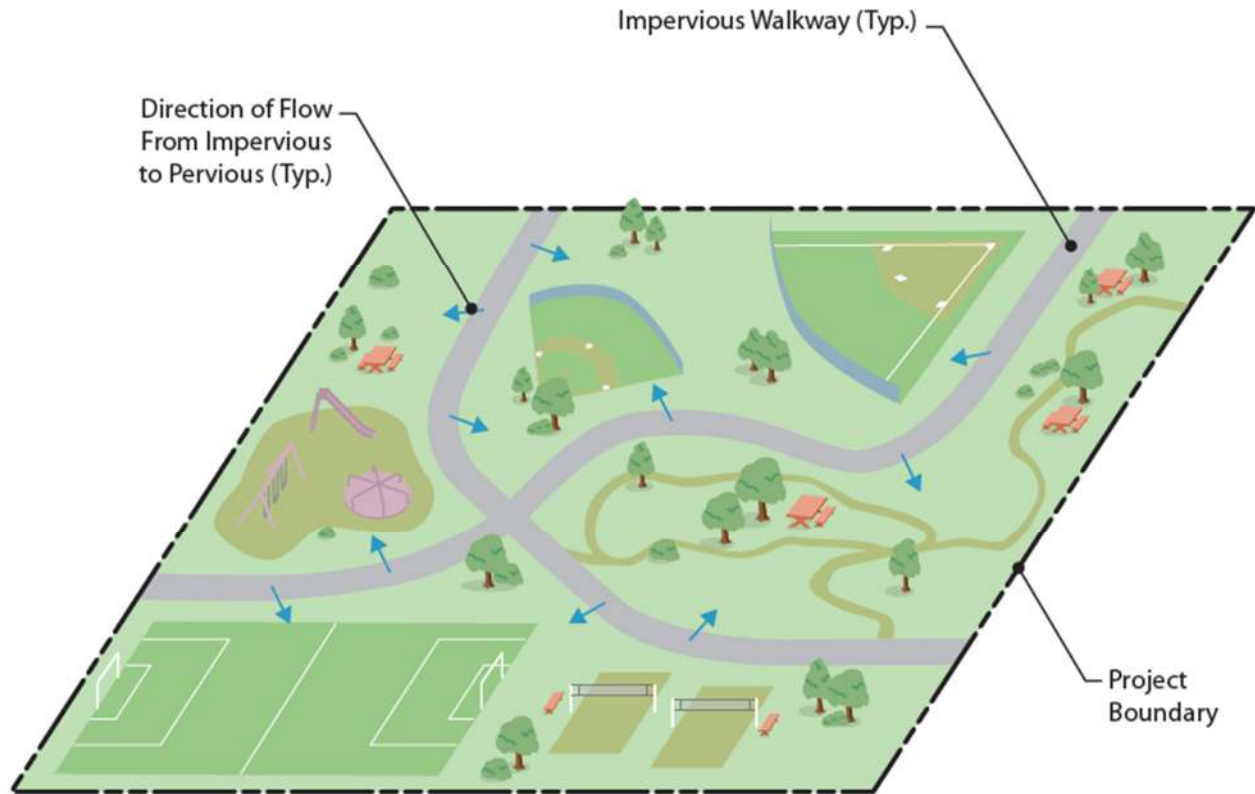 Impervious Walkway (Typ.)
Direction of Flow
From Impervious
to Pervious (Typ.)
Project
Boundary